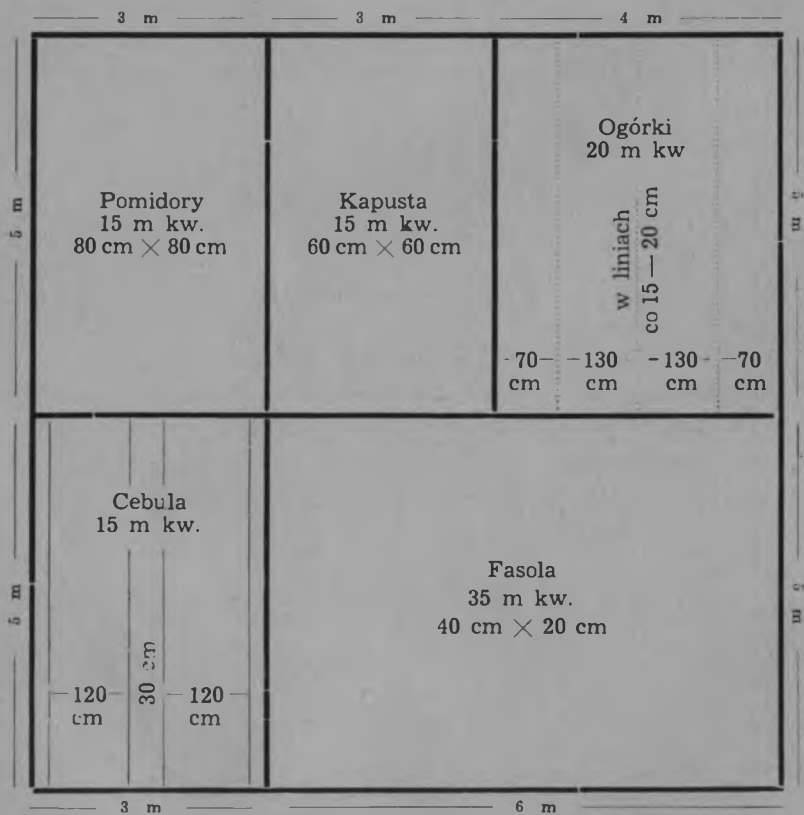 3 m
3 m
4 m
5 m
Pomidory
15 m kw.
80 cm × 80 cm
Kapusta
15 m kw.
60 cm × 60 cm
Ogórki
20 m kw
w liniach
co 15 — 20 cm
70 cm
130 cm
130 cm
70 cm
5 m
5 m
Cebula
15 m kw.
120 cm
30 cm
120 cm
Fasola
35 m kw.
40 cm × 20 cm
5 m
3 m
6 m